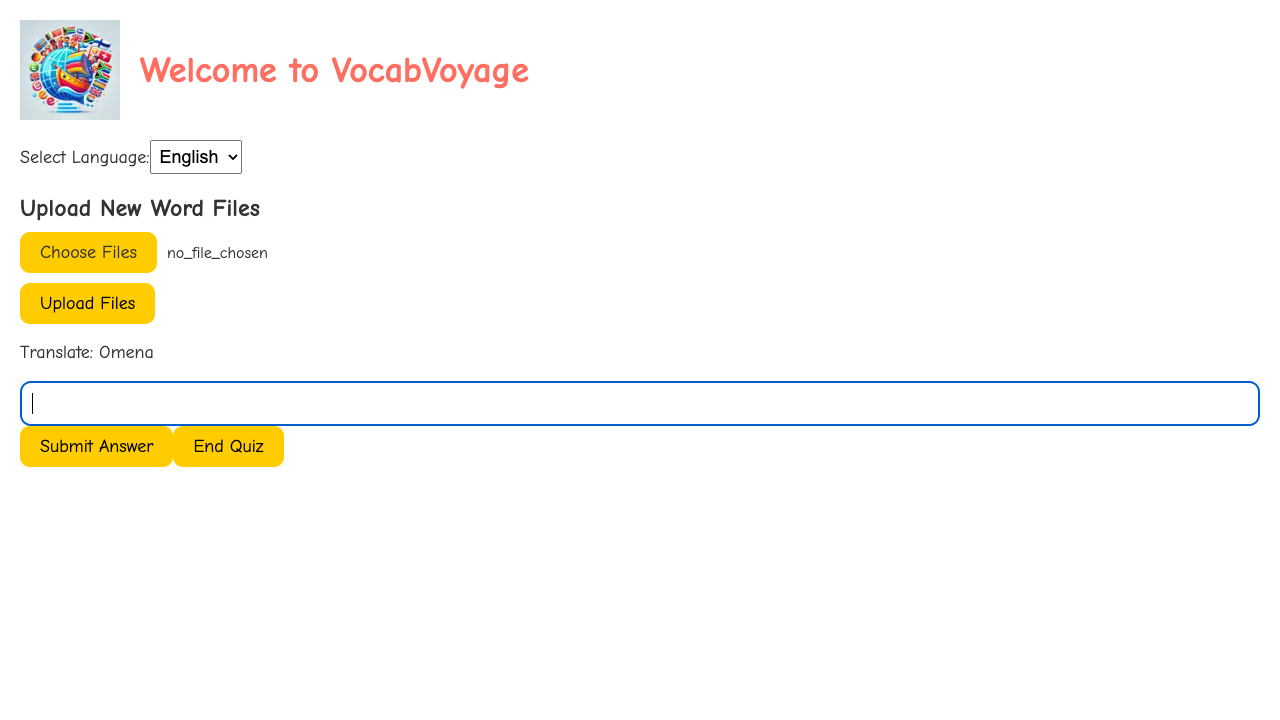 Welcome to VocabVoyage
Select Language: English
Upload New Word Files
Choose Files no_file_chosen
Upload Files
Translate: Omena
Submit Answer End Quiz